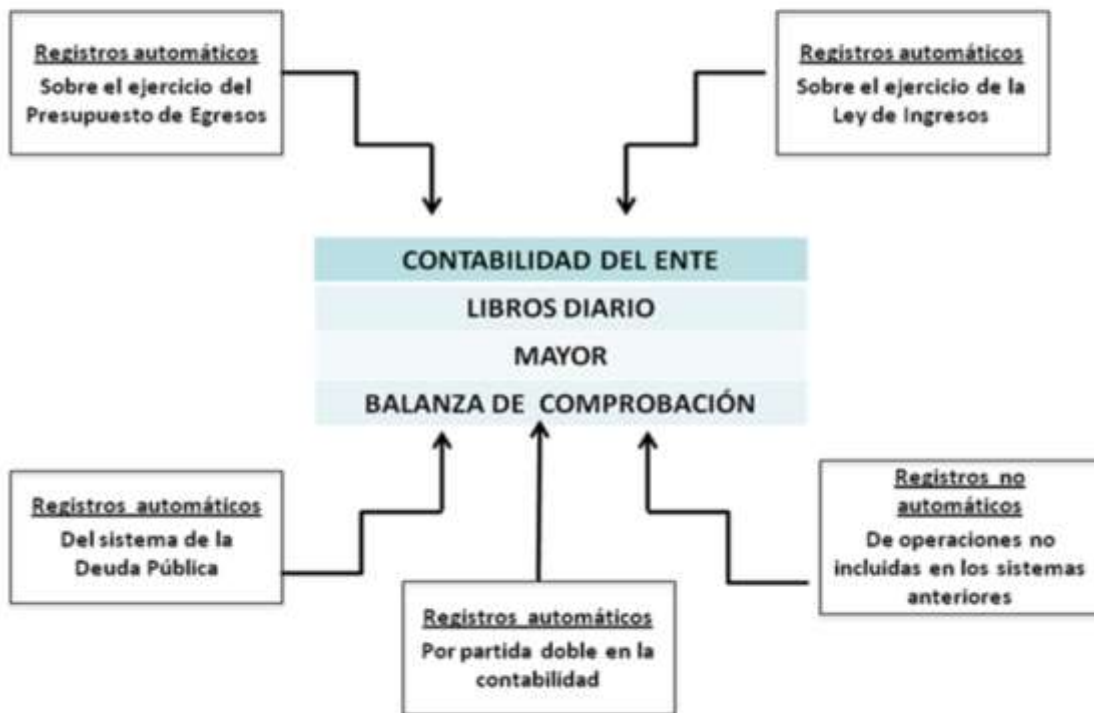 Registros automáticos
Sobre el ejercicio del
Presupuesto de Egresos
Registros automáticos
Sobre el ejercicio de la
Ley de Ingresos
CONTABILIDAD DEL ENTE
LIBROS DIARIO
MAYOR
BALANZA DE COMPROBACIÓN
Registros automáticos
Del sistema de la
Deuda Pública
Registros automáticos
Por partida doble en la
contabilidad
Registros no
automáticos
De operaciones no
incluidas en los sistemas
anteriores